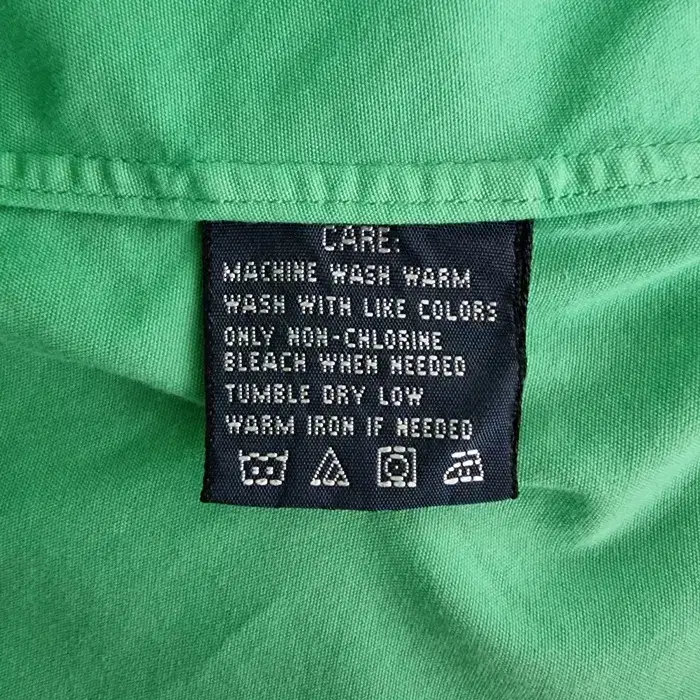 CARE:
MACHINE WASH WARM
WASH WITH LIKE COLORS
ONLY NON-CHLORINE
BLEACH WHEN NEEDED
TUMBLE DRY LOW
WARM IRON IF NEEDED